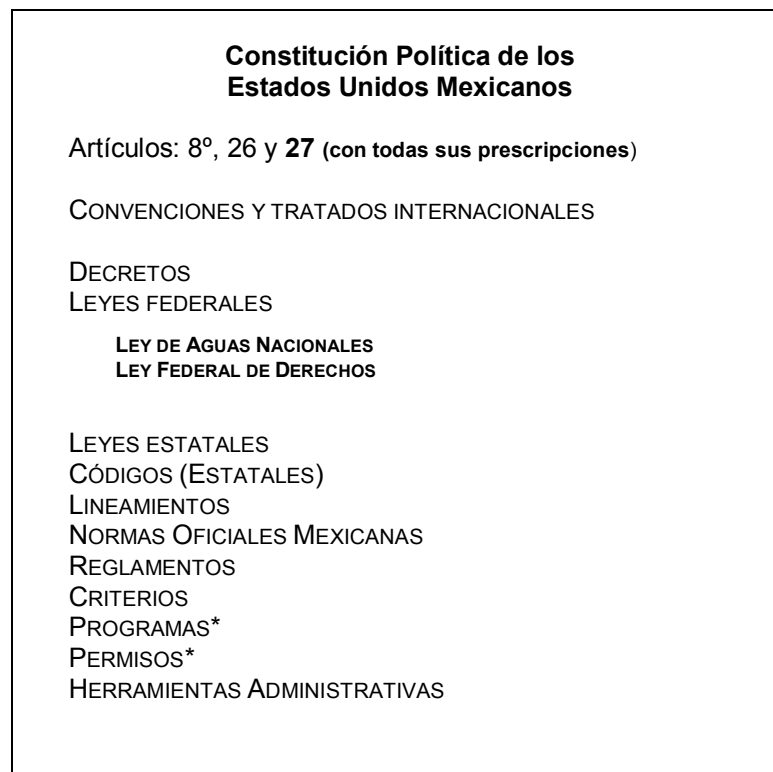 Constitución Política de los
Estados Unidos Mexicanos
Artículos: 8º, 26 y 27 (con todas sus prescripciones)
CONVENCIONES Y TRATADOS INTERNACIONALES
DECRETOS
LEYES FEDERALES
LEY DE AGUAS NACIONALES
LEY FEDERAL DE DERECHOS
LEYES ESTATALES
CÓDIGOS (ESTATALES)
LINEAMIENTOS
NORMAS OFICIALES MEXICANAS
REGLAMENTOS
CRITERIOS
PROGRAMAS*
PERMISOS*
HERRAMIENTAS ADMINISTRATIVAS